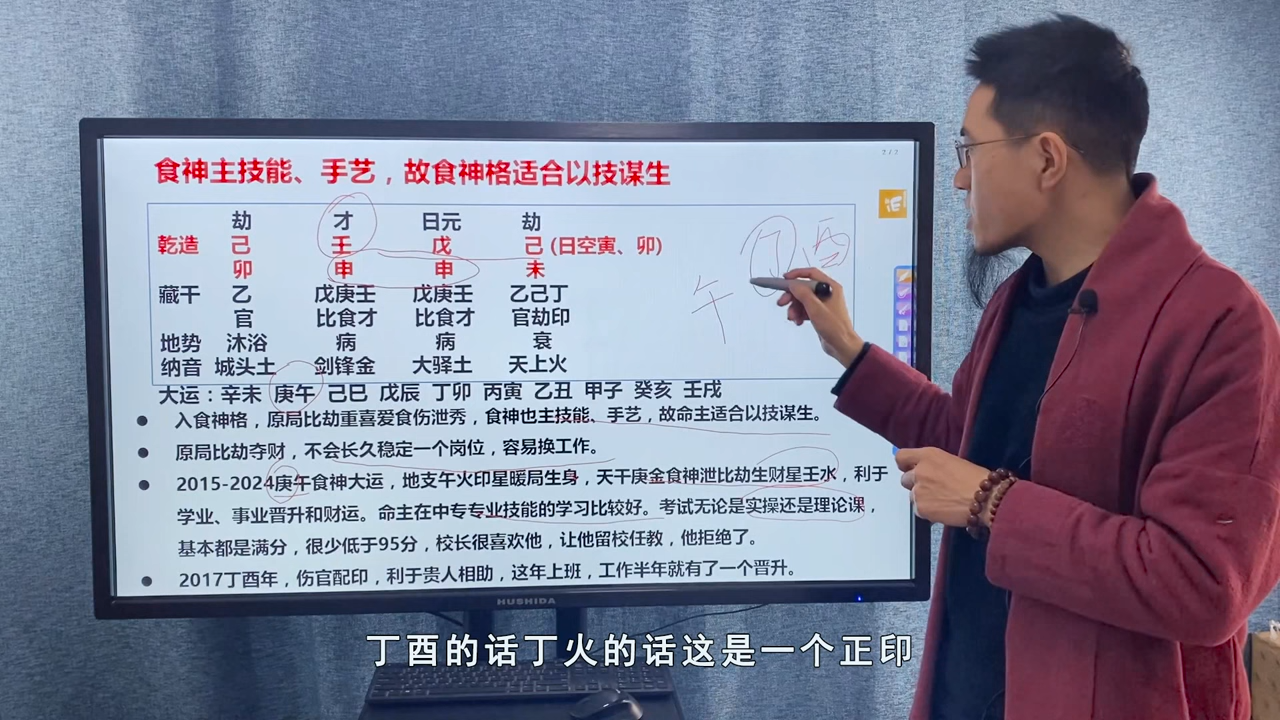 2/2
食神主技能、手艺，故食神格适合以技谋生
劫 才 日元 劫
乾造 己 壬 戊 己 (日空寅、卯)
卯 申 申 未
藏干 乙 戊庚壬 戊庚壬 乙己丁
官 比食才 比食才 官劫印
地势 沐浴 病 病 衰
纳音 城头土 剑锋金 大驿土 天上火
午 丁 酉
大运：辛未 庚午 己巳 戊辰 丁卯 丙寅 乙丑 甲子 癸亥 壬戌
● 入食神格，原局比劫重喜爱食伤泄秀，食神也主技能、手艺，故命主适合以技谋生。
● 原局比劫夺财，不会长久稳定一个岗位，容易换工作。
● 2015-2024庚午食神大运，地支午火印星暖局生身，天干庚金食神泄比劫生财星壬水，利于
学业、事业晋升和财运。命主在中专专业技能的学习比较好。考试无论是实操还是理论课，
基本都是满分，很少低于95分，校长很喜欢他，让他留校任教，他拒绝了。
● 2017丁酉年，伤官配印，利于贵人相助，这年上班，工作半年就有了一个晋升。
HUSHIDA
丁酉的话丁火的话这是一个正印